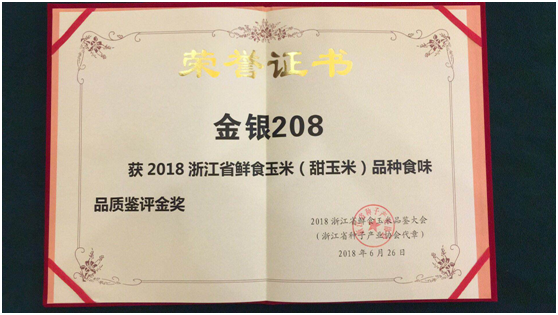 荣誉证书
金银208
获 2018 浙江省鲜食玉米（甜玉米）品种食味
品质鉴评金奖
2018 浙江省鲜食玉米品鉴大会
（浙江省种子产业协会代章）
2018 年 6 月 26 日